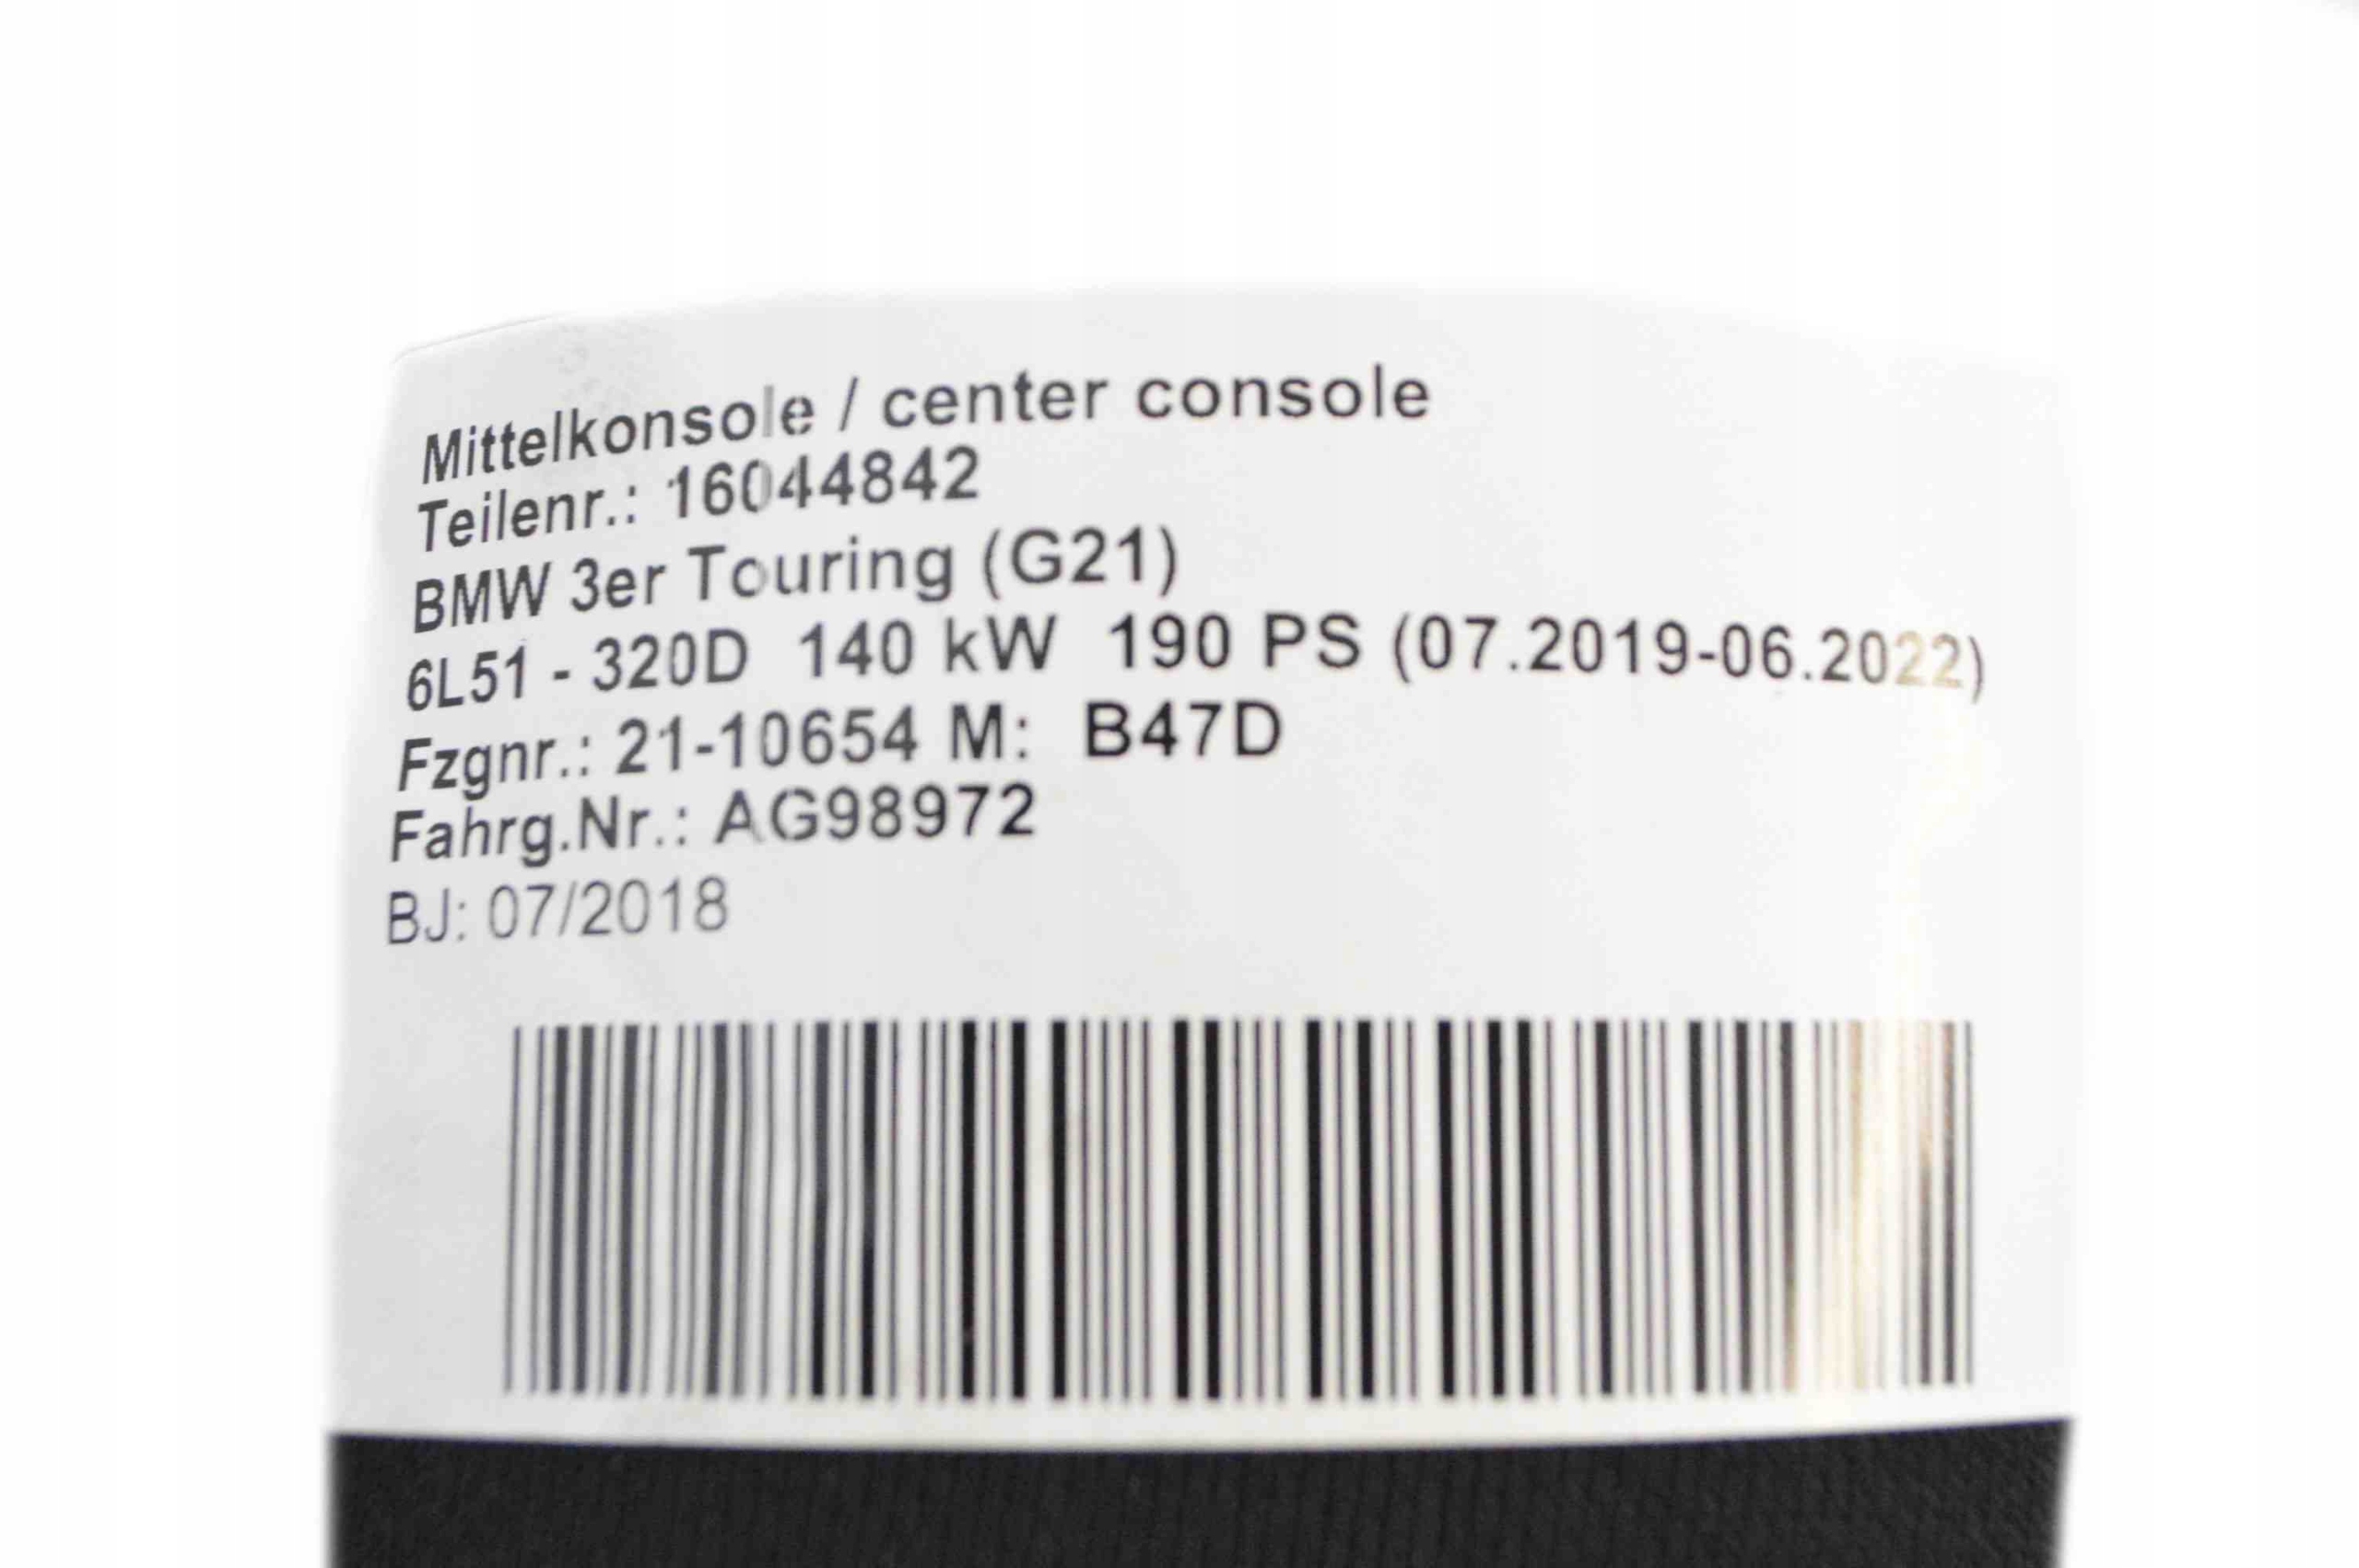 Mittelkonsole / center console
Teilenr.: 16044842
BMW 3er Touring (G21)
6L51 - 320D 140 kW 190 PS (07.2019-06.2022)
Fzgnr.: 21-10654 M: B47D
Fahrg.Nr.: AG98972
BJ: 07/2018